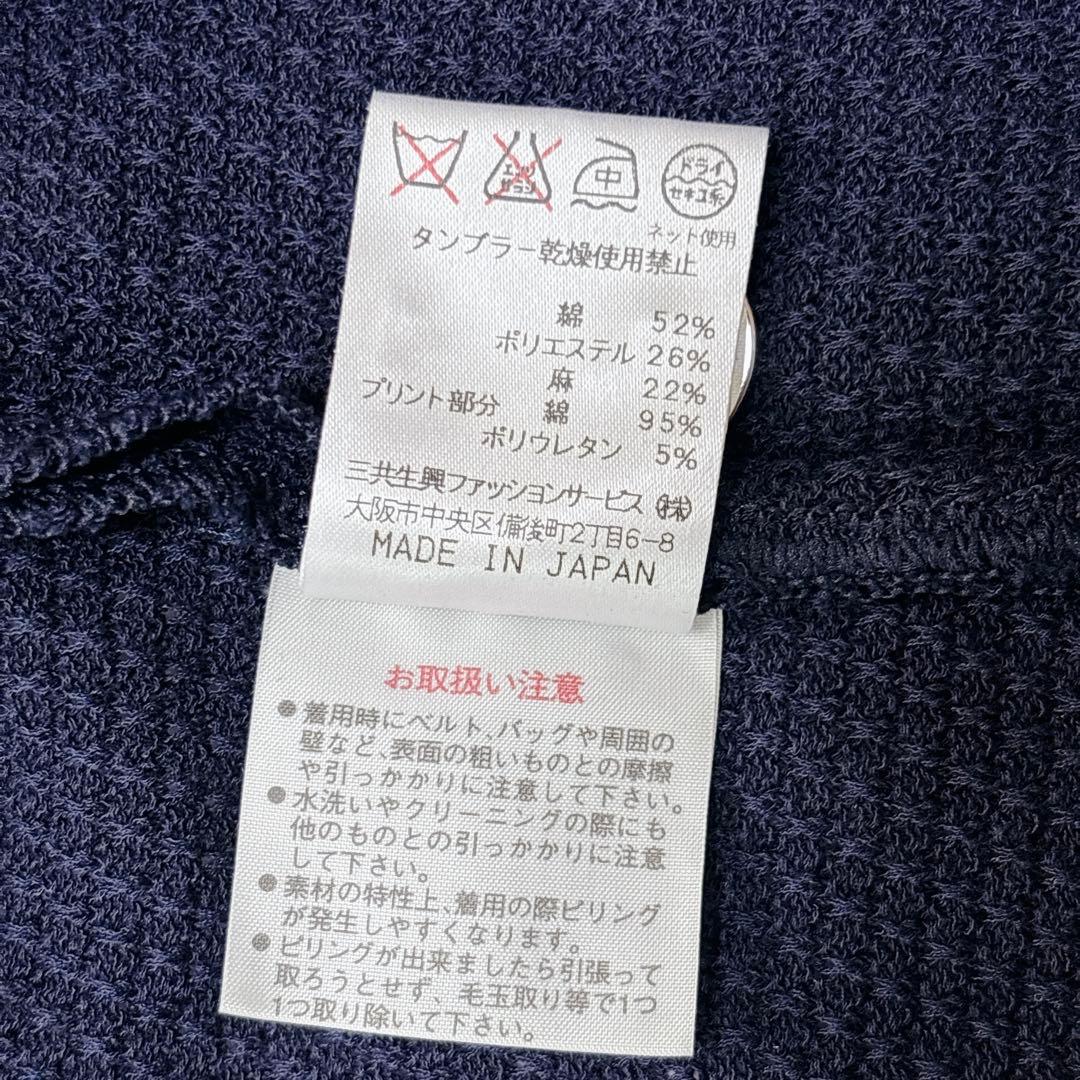 エンソ
サラシ
中
ドライ
セキユ系
ネット使用
タンブラー乾燥使用禁止
綿 52%
ポリエステル 26%
麻 22%
プリント部分 綿 95%
ポリウレタン 5%
三共生興ファッションサービス(株)
大阪市中央区備後町2丁目6-8
MADE IN JAPAN
お取扱い注意
●着用時にベルト、バッグや周囲の
壁など、表面の粗いものとの摩擦
や引っかかりに注意して下さい。
●水洗いやクリーニングの際にも
他のものとの引っかかりに注意
して下さい。
●素材の特性上、着用の際ピリング
が発生しやすくなります。
●ピリングが出来ましたら引張って
取ろうとせず、毛玉取り等で1つ
1つ取り除いて下さい。